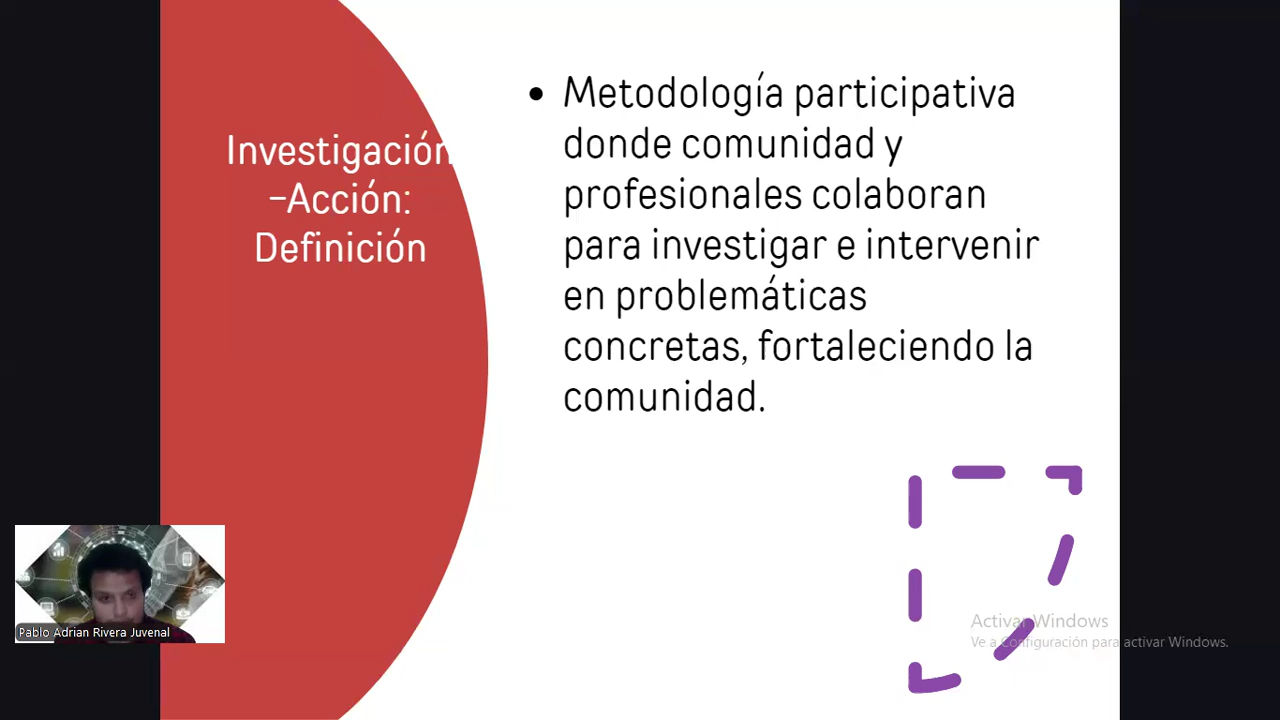 Investigación
-Acción:
Definición
• Metodología participativa
donde comunidad y
profesionales colaboran
para investigar e intervenir
en problemáticas
concretas, fortaleciendo la
comunidad.
Activar Windows
Ve a Configuración para activar Windows.
Pablo Adrian Rivera Juvenal